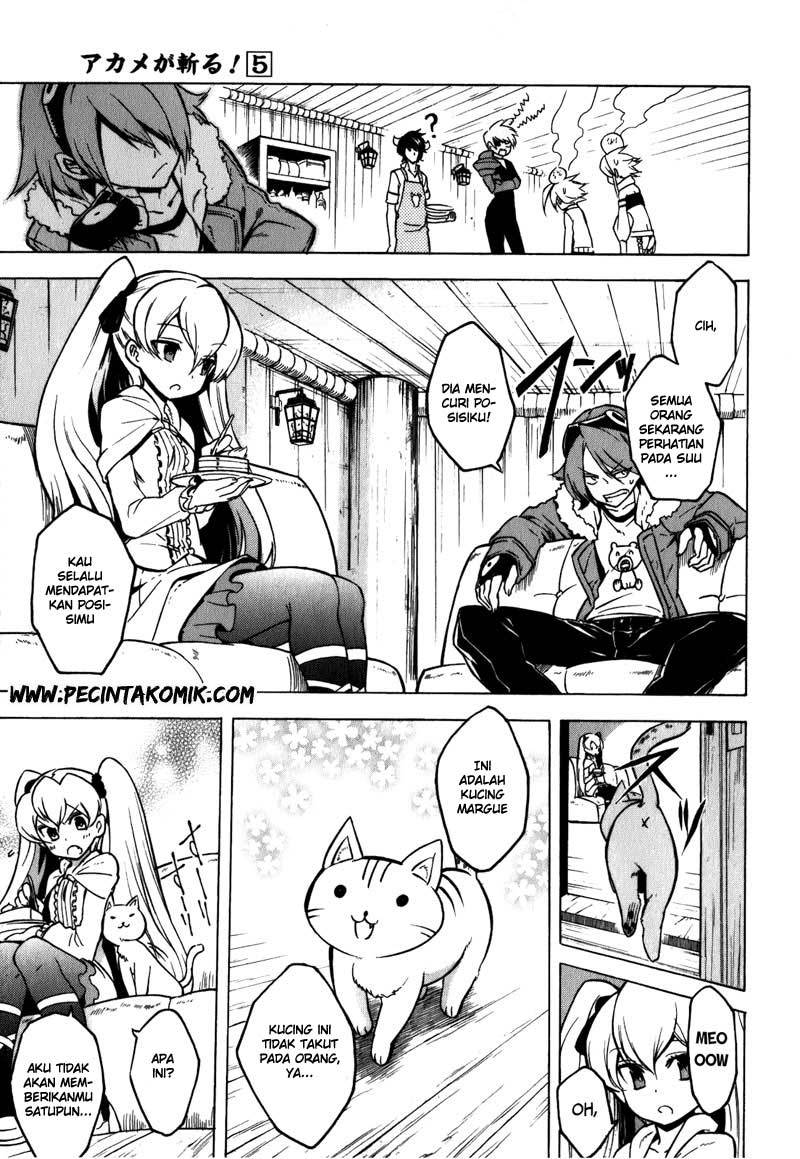 アカメが斬る！ 5
?
CIH,
SEMUA
ORANG
SEKARANG
PERHATIAN
PADA SUU
...
DIA MEN-
CURI PO-
SISIKU!
KAU
SELALU
MENDAPAT-
KAN POSI-
SIMU
WWW.PECINTAKOMIK.COM
MEO
OOW
OH,
INI
ADALAH
KUCING
MARGUE
KUCING INI
TIDAK TAKUT
PADA ORANG,
YA...
APA
INI?
AKU TIDAK
AKAN MEM-
BERIKANMU
SATUPUN...